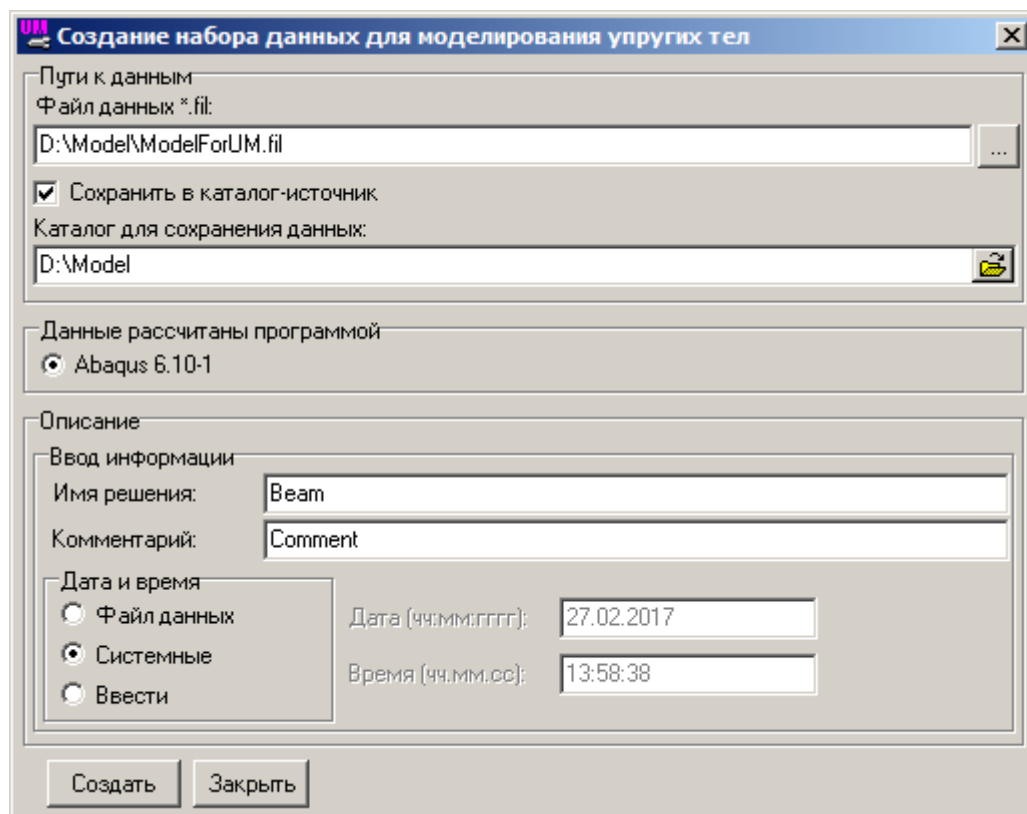 UM Создание набора данных для моделирования упругих тел
Пути к данным
Файл данных *.fil:
D:\Model\ModelForUM.fil
...
Сохранить в каталог-источник
Каталог для сохранения данных:
D:\Model
Данные рассчитаны программой
Abaqus 6.10-1
Описание
Ввод информации
Имя решения: Beam
Комментарий: Comment
Дата и время
Файл данных
Дата (чч:мм:гггг): 27.02.2017
Системные
Время (чч.мм.сс): 13:58:38
Ввести
Создать Закрыть